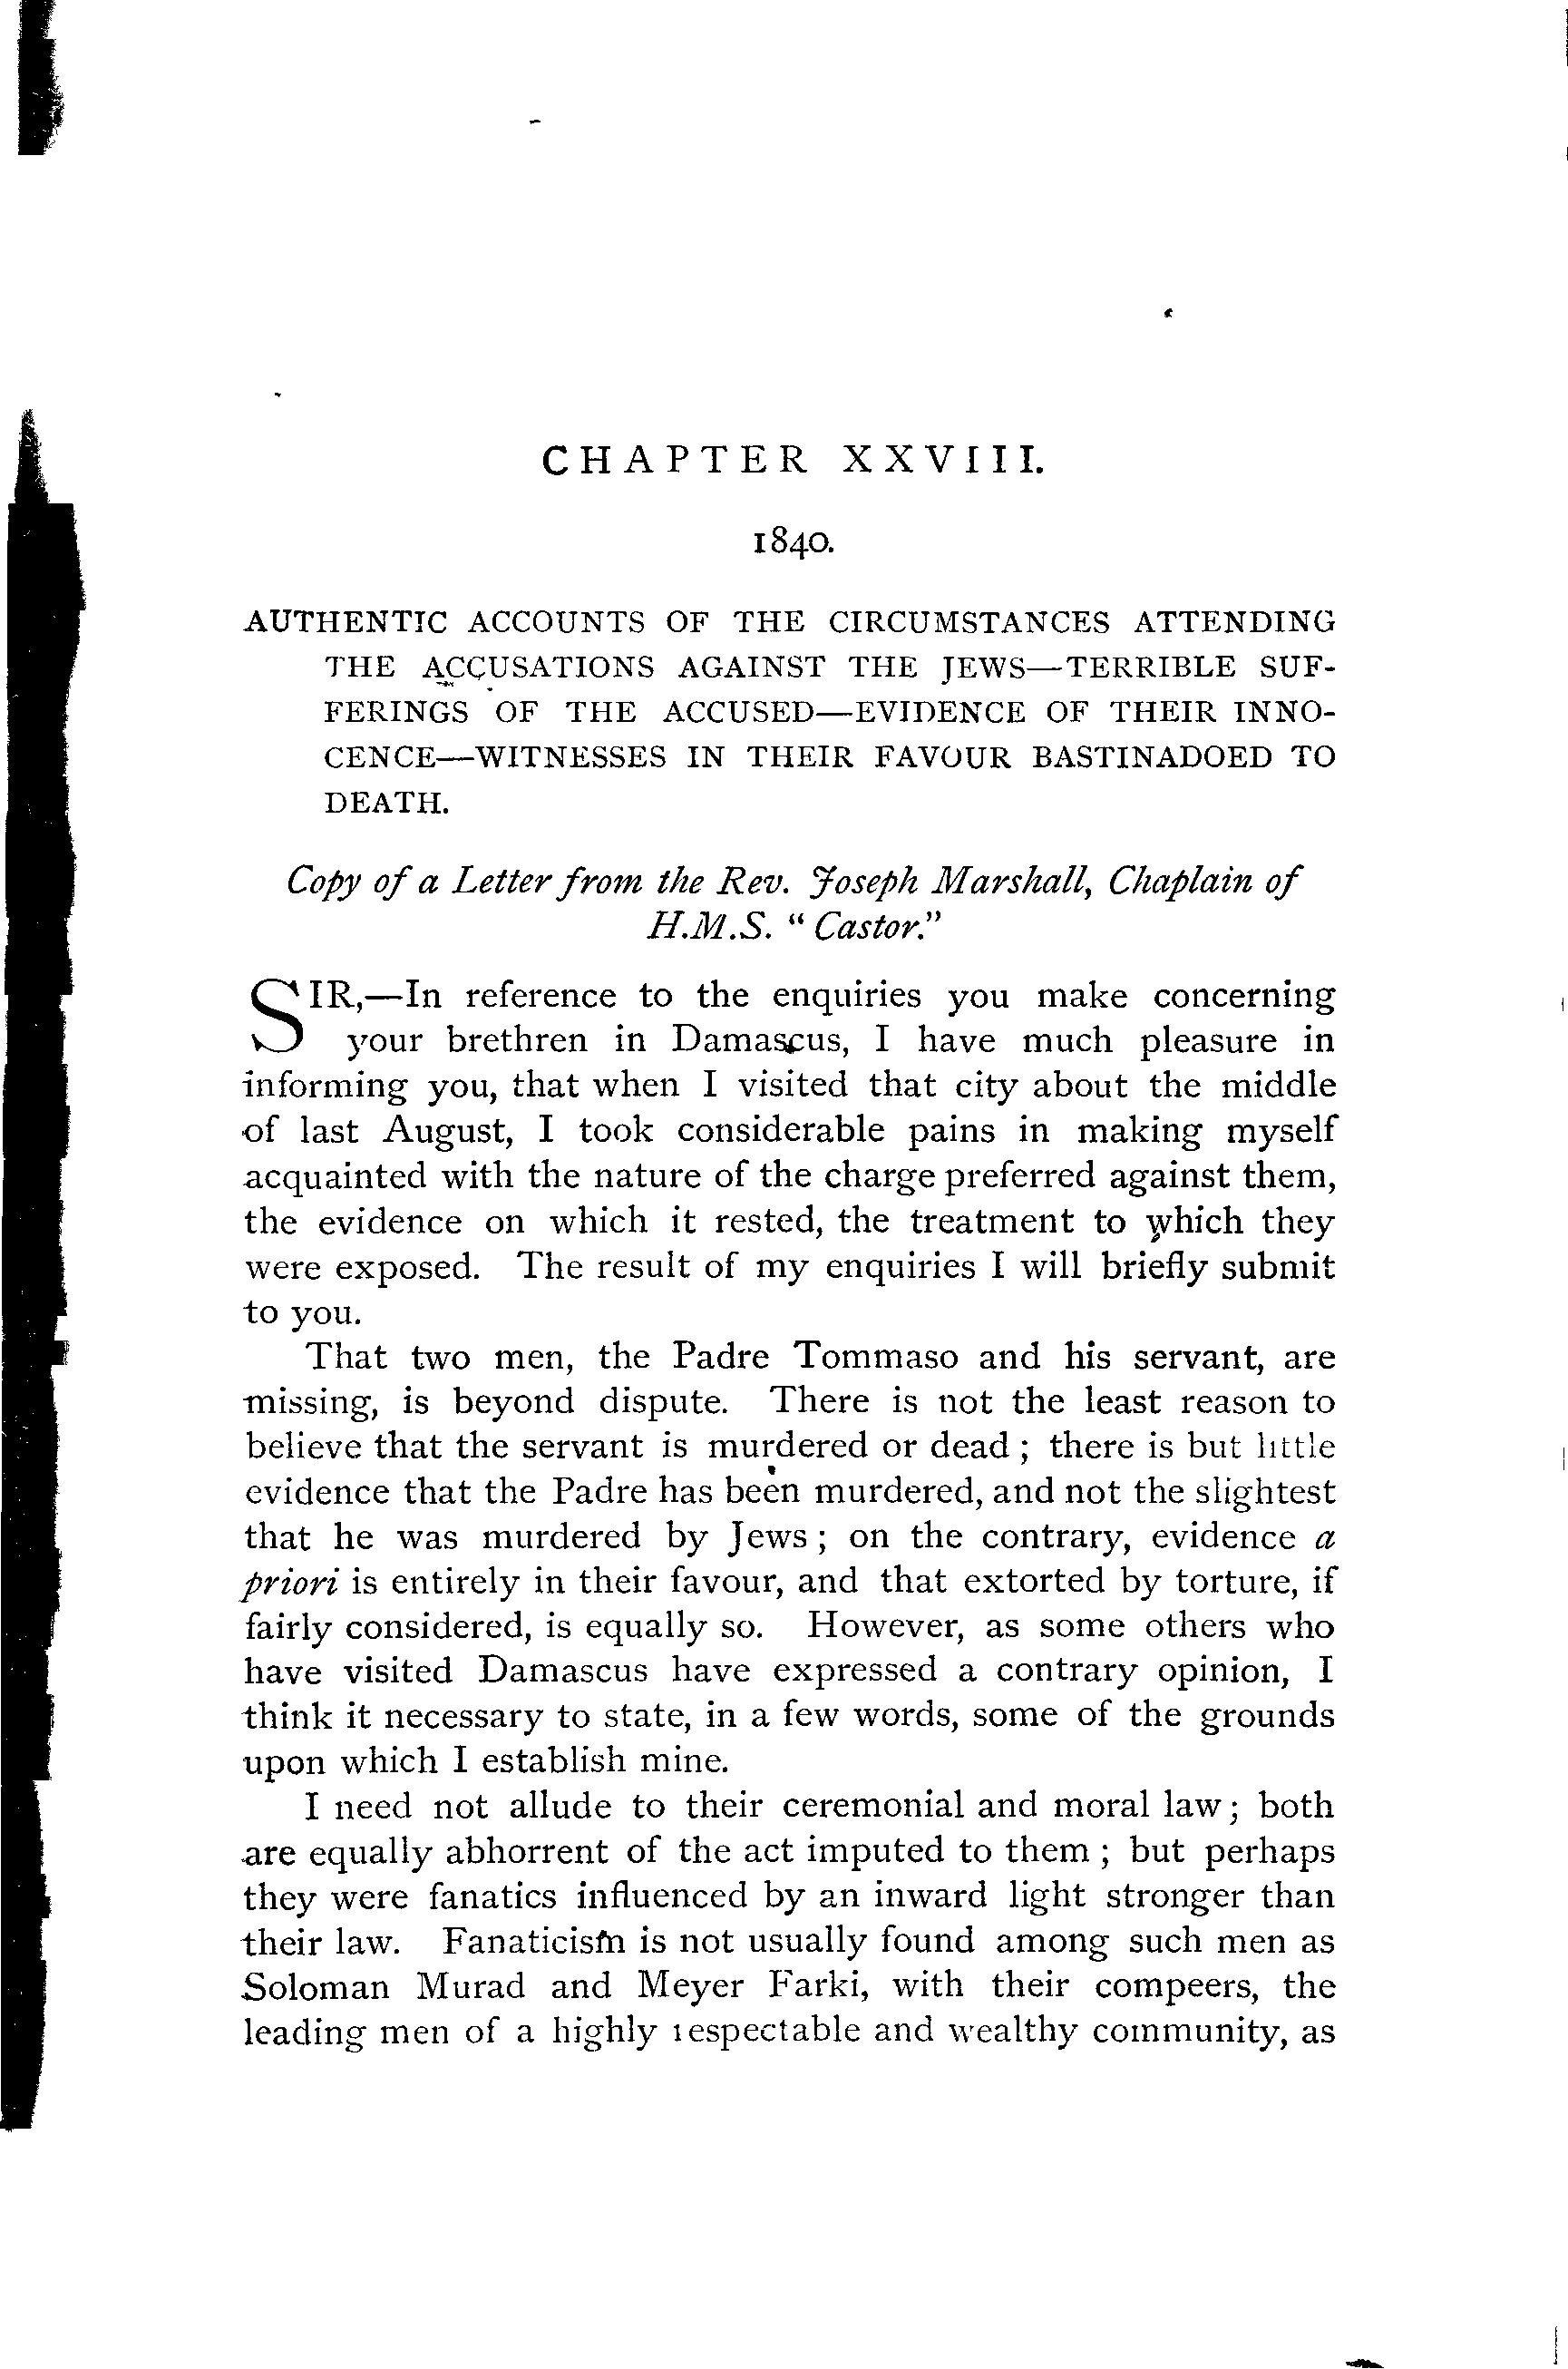 CHAPTER XXVIII.
1840.
AUTHENTIC ACCOUNTS OF THE CIRCUMSTANCES ATTENDING
THE ACCUSATIONS AGAINST THE JEWS—TERRIBLE SUF-
FERINGS OF THE ACCUSED—EVIDENCE OF THEIR INNO-
CENCE—WITNESSES IN THEIR FAVOUR BASTINADOED TO
DEATH.
Copy of a Letter from the Rev. Joseph Marshall, Chaplain of
H.M.S. “ Castor.”
SIR,—In reference to the enquiries you make concerning
your brethren in Damascus, I have much pleasure in
informing you, that when I visited that city about the middle
of last August, I took considerable pains in making myself
acquainted with the nature of the charge preferred against them,
the evidence on which it rested, the treatment to which they
were exposed. The result of my enquiries I will briefly submit
to you.
That two men, the Padre Tommaso and his servant, are
missing, is beyond dispute. There is not the least reason to
believe that the servant is murdered or dead ; there is but little
evidence that the Padre has been murdered, and not the slightest
that he was murdered by Jews ; on the contrary, evidence a
priori is entirely in their favour, and that extorted by torture, if
fairly considered, is equally so. However, as some others who
have visited Damascus have expressed a contrary opinion, I
think it necessary to state, in a few words, some of the grounds
upon which I establish mine.
I need not allude to their ceremonial and moral law ; both
are equally abhorrent of the act imputed to them ; but perhaps
they were fanatics influenced by an inward light stronger than
their law. Fanaticism is not usually found among such men as
Soloman Murad and Meyer Farki, with their compeers, the
leading men of a highly respectable and wealthy community, as